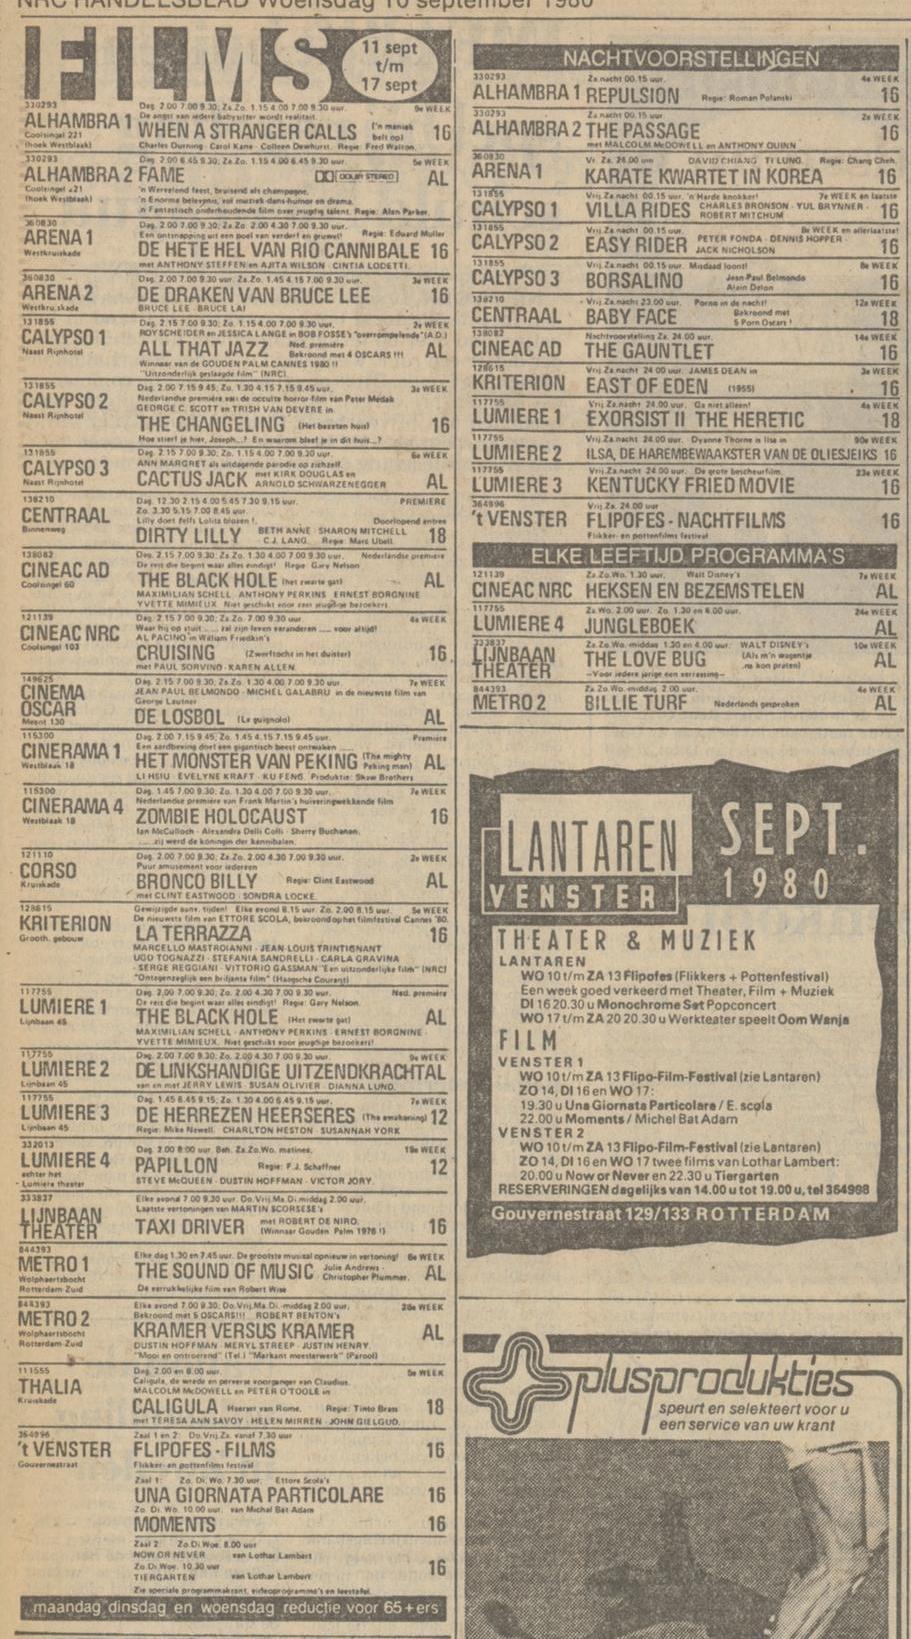 NRC HANDELSBLAD Woensdag 10 september 1980
FILMS
11 sept
t/m
17 sept
330293 Dag. 2.00 7.00 9.30; Za.Zo. 1.15 4.00 7.00 9.30 uur. 9e WEEK
De angst van iedere babysitter wordt realiteit.
ALHAMBRA 1
Coolsingel 221
(hoek Westblaak)
WHEN A STRANGER CALLS ('n maniek belt op) 16
Charles Durning · Carol Kane · Colleen Dewhurst. Regie: Fred Walton.
330293 Dag. 2.00 6.45 9.30; Za.Zo. 1.15 4.00 6.45 9.30 uur. 5e WEEK
ALHAMBRA 2 FAME DOLBY STEREO AL
Coolsingel 221
(hoek Westblaak)
'n Wervelend feest, bruisend als champagne,
'n Enorme belevenis, vol muziek-dans-humor en drama.
'n Fantastisch onderhoudende film over jeugdig talent. Regie: Alan Parker.
360830 Dag. 2.00 7.00 9.30; Za.Zo. 2.00 4.30 7.00 9.30 uur.
Een ontsnapping uit een poel van verderf en gruwel! Regie: Eduard Muller
ARENA 1
Westkruiskade
DE HETE HEL VAN RIO CANNIBALE 16
met ANTHONY STEFFEN en AJITA WILSON · CINTIA LODETTI.
360830 Dag. 2.00 7.00 9.30 uur. Za.Zo. 1.45 4.15 7.00 9.30 uur. 3e WEEK
ARENA 2 DE DRAKEN VAN BRUCE LEE 16
Westkruiskade BRUCE LEE · BRUCE LAI
131855 Dag. 2.15 7.00 9.30; Za.Zo. 1.15 4.00 7.00 9.30 uur. 2e WEEK
ROY SCHEIDER en JESSICA LANGE in BOB FOSSE's "overrompelende" (A.D.)
CALYPSO 1
Naast Rijnhotel
ALL THAT JAZZ Ned. première Bekroond met 4 OSCARS !!! AL
Winnaar van de GOUDEN PALM CANNES 1980 !!
"Uitzonderlijk geslaagde film" (NRC).
131855 Dag. 2.00 7.15 9.45; Zo. 1.30 4.15 7.15 9.45 uur. 3e WEEK
Nederlandse première van de occulte horror-film van Peter Medak
CALYPSO 2
Naast Rijnhotel
GEORGE C. SCOTT en TRISH VAN DEVERE in
THE CHANGELING (Het bezeten huis) 16
Hoe stierf je hier, Joseph...? En waarom bleef je in dit huis...?
131855 Dag. 2.15 7.00 9.30; Za.Zo. 1.15 4.00 7.00 9.30 uur. 6e WEEK
ANN MARGRET als uitdagende parodie op zichzelf.
CALYPSO 3
Naast Rijnhotel
CACTUS JACK met KIRK DOUGLAS en ARNOLD SCHWARZENEGGER AL
138210 Dag. 12.30 2.15 4.00 5.45 7.30 9.15 uur. PREMIERE
Zo. 3.30 5.15 7.00 8.45 uur.
CENTRAAL
Binnenweg
Lilly doet zelfs Lolita blozen !. Doorlopend entree
DIRTY LILLY BETH ANNE · SHARON MITCHELL 18
C.J. LANG. Regie: Marc Ubell.
138082 Dag. 2.15 7.00 9.30; Za.Zo. 1.30 4.00 7.00 9.30 uur. Nederlandse première
De reis die begint waar alles eindigt! Regie: Gary Nelson
CINEAC AD
Coolsingel 60
THE BLACK HOLE (het zwarte gat) AL
MAXIMILIAN SCHELL · ANTHONY PERKINS · ERNEST BORGNINE
YVETTE MIMIEUX. Niet geschikt voor zeer jeugdige bezoekers.
121139 Dag. 2.15 7.00 9.30; Za.Zo. 7.00 9.30 uur 4e WEEK
Waar hij op stuit ..... zal zijn leven veranderen ..... voor altijd!
CINEAC NRC
Coolsingel 103
AL PACINO in William Friedkin's
CRUISING (Zwerftocht in het duister) 16
met PAUL SORVINO · KAREN ALLEN.
149625 Dag. 2.15 7.00 9.30; Za.Zo. 1.30 4.15 7.00 9.30 uur. 7e WEEK
CINEMA OSCAR
Meent 130
JEAN PAUL BELMONDO · MICHEL GALABRU in de nieuwste film van
George Lautner
DE LOSBOL (Le guignolo) AL
115300 Dag. 2.00 7.15 9.45; Zo. 1.45 4.15 7.15 9.45 uur. Première
Een aardbeving doet een gigantisch beest ontwaken .....
CINERAMA 1
Westblaak 18
HET MONSTER VAN PEKING (The mighty Peking man) AL
LI HSIU · EVELYNE KRAFT · KU FENG. Produktie: Shaw Brothers
115300 Dag. 1.45 7.00 9.30; Zo. 1.30 4.00 7.00 9.30 uur. 7e WEEK
Nederlandse première van Frank Martin's huiveringwekkende film
CINERAMA 4
Westblaak 18
ZOMBIE HOLOCAUST 16
Ian McCulloch · Alexandra Delli Colli · Sherry Buchanan.
.....zij werd de koningin der kannibalen.
121110 Dag. 2.00 7.00 9.30; Za.Zo. 2.00 4.30 7.00 9.30 uur. 2e WEEK
Puur amusement voor iedereen
CORSO
Kruiskade
BRONCO BILLY Regie: Clint Eastwood AL
met CLINT EASTWOOD · SONDRA LOCKE.
128615 Gewijzigde aanv. tijden! Elke avond 8.15 uur. Zo. 2.00 8.15 uur. 5e WEEK
De nieuwste film van ETTORE SCOLA, bekroond op het filmfestival Cannes '80.
KRITERION
Grooth. gebouw
LA TERRAZZA 16
MARCELLO MASTROIANNI · JEAN-LOUIS TRINTIGNANT
UGO TOGNAZZI · STEFANIA SANDRELLI · CARLA GRAVINA
· SERGE REGGIANI · VITTORIO GASSMAN "Een uitzonderlijke film" (NRC)
"Ontegenzeglijk een briljante film" (Haagsche Courant)
117755 Dag. 2.00 7.00 9.30; Zo. 2.00 4.30 7.00 9.30 uur. Ned. première
De reis die begint waar alles eindigt! Regie: Gary Nelson.
LUMIERE 1
Lijnbaan 45
THE BLACK HOLE (Het zwarte gat) AL
MAXIMILIAN SCHELL · ANTHONY PERKINS · ERNEST BORGNINE ·
YVETTE MIMIEUX. Niet geschikt voor jeugdige bezoekers!
117755 Dag. 2.00 7.00 9.30; Zo. 2.00 4.30 7.00 9.30 uur. 9e WEEK
LUMIERE 2 DE LINKSHANDIGE UITZENDKRACHT AL
Lijnbaan 45 van en met JERRY LEWIS · SUSAN OLIVIER · DIANNA LUND.
117755 Dag. 1.45 6.45 9.15; Zo. 1.30 4.00 6.45 9.15 uur. 7e WEEK
LUMIERE 3 DE HERREZEN HEERSERES (The awakening) 12
Lijnbaan 45 Regie: Mike Newell. CHARLTON HESTON · SUSANNAH YORK
332013 Dag. 2.00 8.00 uur. Beh. Za.Zo.Wo. matinee. 19e WEEK
LUMIERE 4 PAPILLON Regie: F.J. Schaffner 12
achter het
Lumiere theater
STEVE McQUEEN · DUSTIN HOFFMAN · VICTOR JORY.
333837 Elke avond 7.00 9.30 uur. Do.Vrij.Ma.Di. middag 2.00 uur.
Laatste vertoningen van MARTIN SCORSESE's
LIJNBAAN THEATER
TAXI DRIVER met ROBERT DE NIRO. (Winnaar Gouden Palm 1976 !) 16
844393 Elke dag 1.30 en 7.45 uur. De grootste musical opnieuw in vertoning! 6e WEEK
METRO 1
Wolphaertsbocht
Rotterdam-Zuid
THE SOUND OF MUSIC Julie Andrews · Christopher Plummer. AL
De verrukkelijke film van Robert Wise
844393 Elke avond 7.00 9.30; Do.Vrij.Ma.Di.-middag 2.00 uur. 26e WEEK
Bekroond met 5 OSCARS!!! ROBERT BENTON's
METRO 2
Wolphaertsbocht
Rotterdam-Zuid
KRAMER VERSUS KRAMER AL
DUSTIN HOFFMAN · MERYL STREEP · JUSTIN HENRY.
"Mooi en ontroerend" (Tel.) "Markant meesterwerk" (Parool)
111555 Dag. 2.00 en 8.00 uur. 5e WEEK
Caligula, de wrede en perverse voorganger van Claudius.
THALIA
Kruiskade
MALCOLM McDOWELL en PETER O'TOOLE in
CALIGULA Heerser van Rome. Regie: Tinto Brass 18
met TERESA ANN SAVOY · HELEN MIRREN · JOHN GIELGUD.
364996 Zaal 1 en 2: Do.Vrij.Za. vanaf 7.30 uur
't VENSTER FLIPOFES - FILMS 16
Gouvernestraat Flikker- en pottenfilms festival
Zaal 1: Zo. Di. Wo. 7.30 uur. Ettore Scola's
UNA GIORNATA PARTICOLARE 16
Zo. Di. Wo. 10.00 uur. van Michel Bat-Adam
MOMENTS 16
Zaal 2: Zo.Di.Woe. 8.00 uur
NOW OR NEVER van Lothar Lambert
Zo.Di.Woe. 10.30 uur 16
TIERGARTEN van Lothar Lambert
Zie speciale programmakrant, videoprogramma's en leestafel.
maandag dinsdag en woensdag reductie voor 65+ers
NACHTVOORSTELLINGEN
330293 Za.nacht 00.15 uur. 4e WEEK
ALHAMBRA 1 REPULSION Regie: Roman Polanski 16
330293 Za.nacht 00.15 uur 2e WEEK
ALHAMBRA 2 THE PASSAGE 16
met MALCOLM McDOWELL en ANTHONY QUINN
360830 Vr. Za. 24.00 uur DAVID CHIANG · TI LUNG. Regie: Chang Cheh.
ARENA 1 KARATE KWARTET IN KOREA 16
131855 Vrij.Za.nacht 00.15 uur. 'n Harde knokker! 7e WEEK en laatste
CALYPSO 1 VILLA RIDES CHARLES BRONSON · YUL BRYNNER · ROBERT MITCHUM 16
131855 Vrij.Za.nacht 00.15 uur. 8e WEEK en allerlaatste!
CALYPSO 2 EASY RIDER PETER FONDA · DENNIS HOPPER · JACK NICHOLSON 16
131855 Vrij.Za.nacht 00.15 uur. Misdaad loont! 8e WEEK
CALYPSO 3 BORSALINO Jean-Paul Belmondo Alain Delon 16
138210 Vrij.Za.nacht 23.00 uur. Porno in de nacht! 12e WEEK
CENTRAAL BABY FACE Bekroond met 5 Porn Oscars ! 18
138082 Nachtvoorstelling Za. 24.00 uur. 14e WEEK
CINEAC AD THE GAUNTLET 16
128615 Vrij.Za.nacht 24.00 uur. JAMES DEAN in 3e WEEK
KRITERION EAST OF EDEN (1955) 16
117755 Vrij.Za.nacht 24.00 uur. Ga niet alleen! 4e WEEK
LUMIERE 1 EXORSIST II THE HERETIC 18
117755 Vrij.Za.nacht 24.00 uur. Dyanne Thorne is Ilsa in 90e WEEK
LUMIERE 2 ILSA, DE HAREMBEWAAKSTER VAN DE OLIESJEIKS 16
117755 Vrij.Za.nacht 24.00 uur. De grote bescheurfilm. 23e WEEK
LUMIERE 3 KENTUCKY FRIED MOVIE 16
364996 Vrij.Za. 24.00 uur
't VENSTER FLIPOFES - NACHTFILMS 16
Flikker- en pottenfilms festival
ELKE LEEFTIJD PROGRAMMA'S
121139 Za.Zo.Wo. 1.30 uur. Walt Disney's 7e WEEK
CINEAC NRC HEKSEN EN BEZEMSTELEN AL
117755 Za.Wo. 2.00 uur. Zo. 1.30 en 6.00 uur. 24e WEEK
LUMIERE 4 JUNGLEBOEK AL
333837 Za.Zo.Wo. middag 1.30 en 4.00 uur. WALT DISNEY's 10e WEEK
LIJNBAAN THEATER THE LOVE BUG (Als m'n wagentje nu kon praten) AL
—Voor iedere jarige een verrassing—
844393 Za.Zo.Wo.-middag 2.00 uur. 4e WEEK
METRO 2 BILLIE TURF Nederlands gesproken AL
LANTAREN
VENSTER
SEPT.
1980
THEATER & MUZIEK
LANTAREN
WO 10 t/m ZA 13 Flipofes (Flikkers + Pottenfestival)
Een week goed verkeerd met Theater, Film + Muziek
DI 16 20.30 u Monochrome Set Popconcert
WO 17 t/m ZA 20 20.30 u Werkteater speelt Oom Wanja
FILM
VENSTER 1
WO 10 t/m ZA 13 Flipo-Film-Festival (zie Lantaren)
ZO 14, DI 16 en WO 17:
19.30 u Una Giornata Particolare / E. scola
22.00 u Moments / Michel Bat Adam
VENSTER 2
WO 10 t/m ZA 13 Flipo-Film-Festival (zie Lantaren)
ZO 14, DI 16 en WO 17 twee films van Lothar Lambert:
20.00 u Now or Never en 22.30 u Tiergarten
RESERVERINGEN dagelijks van 14.00 u tot 19.00 u, tel 364998
Gouvernestraat 129/133 ROTTERDAM
plusprodukties
speurt en selekteert voor u
een service van uw krant